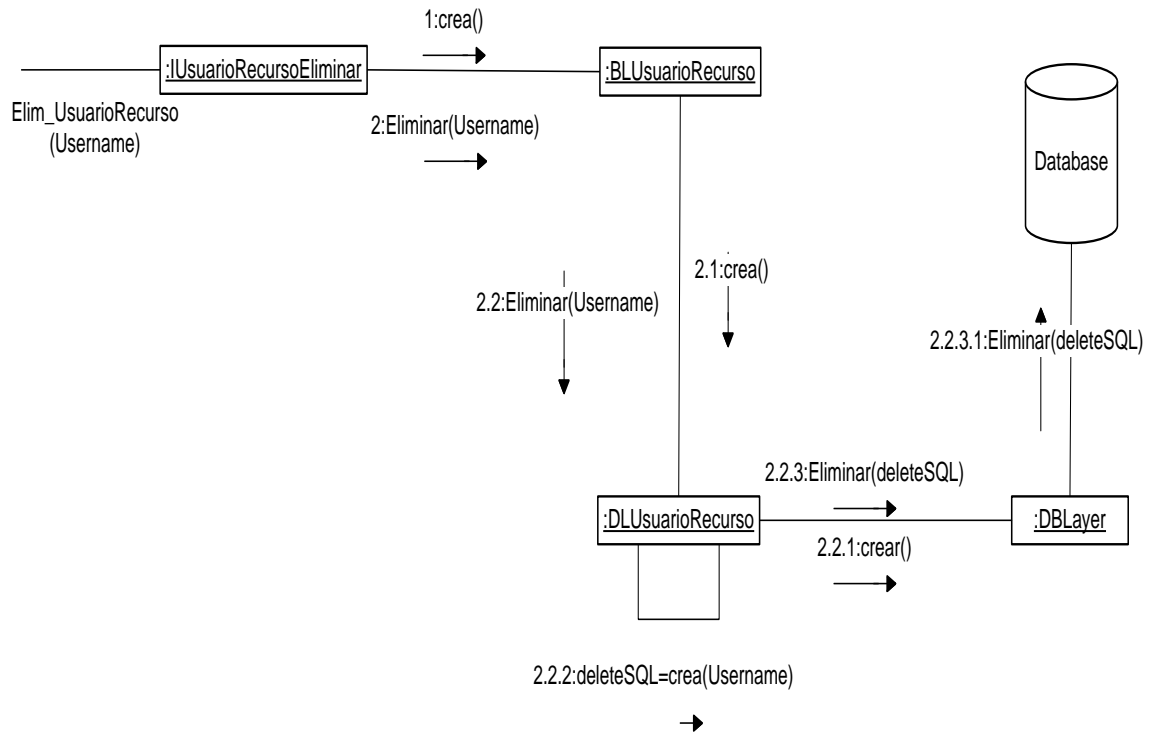 1:crea()
:IUsuarioRecursoEliminar
:BLUsuarioRecurso
Elim_UsuarioRecurso
(Username)
2:Eliminar(Username)
Database
2.1:crea()
2.2:Eliminar(Username)
2.2.3.1:Eliminar(deleteSQL)
2.2.3:Eliminar(deleteSQL)
:DLUsuarioRecurso
:DBLayer
2.2.1:crear()
2.2.2:deleteSQL=crea(Username)